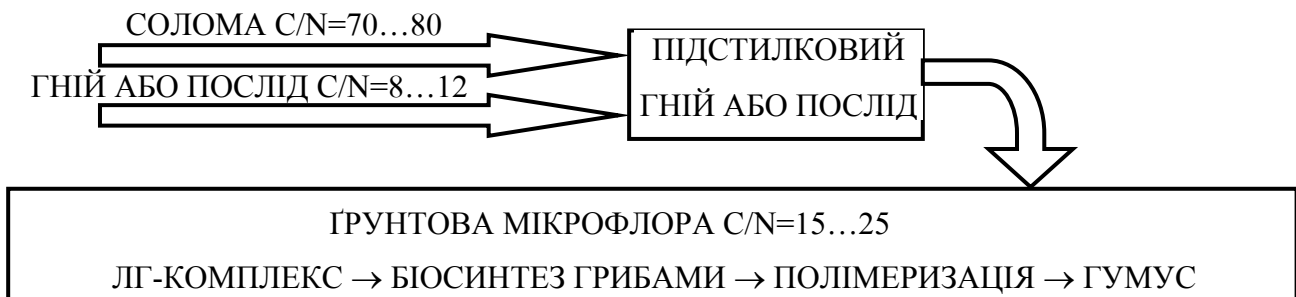 СОЛОМА C/N=70…80
ГНІЙ АБО ПОСЛІД C/N=8…12
ПІДСТИЛКОВИЙ
ГНІЙ АБО ПОСЛІД
ҐРУНТОВА МІКРОФЛОРА C/N=15…25
ЛГ-КОМПЛЕКС → БІОСИНТЕЗ ГРИБАМИ → ПОЛІМЕРИЗАЦІЯ → ГУМУС